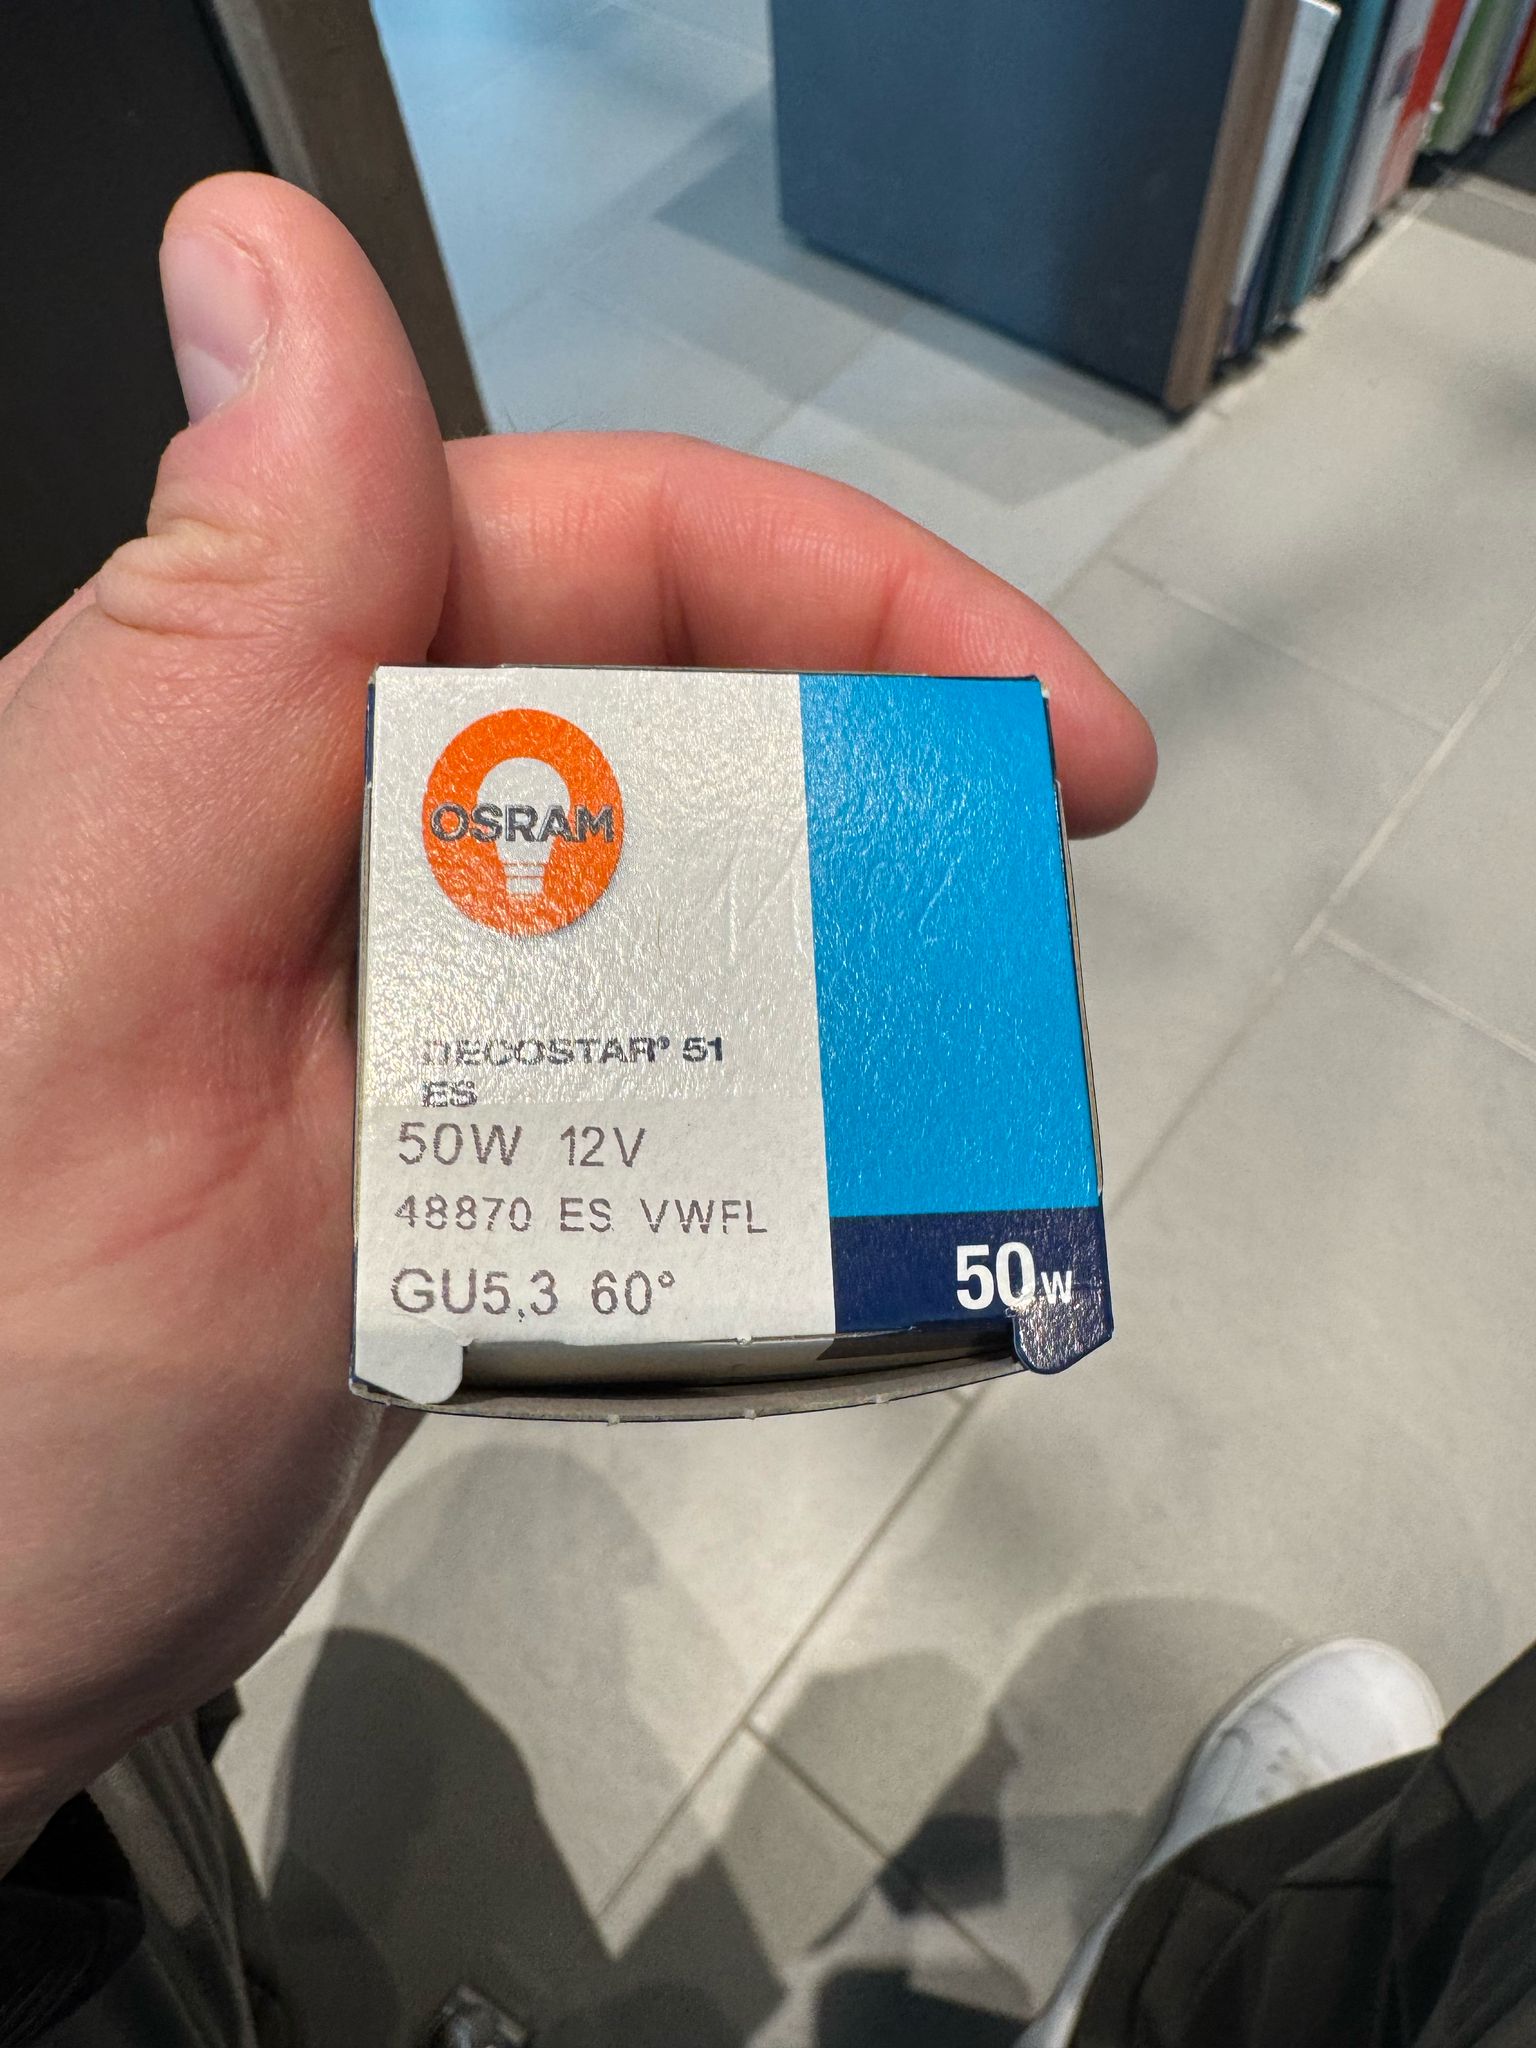 OSRAM
DECOSTAR® 51
ES
50W 12V
48870 ES VWFL
GU5,3 60°
50W